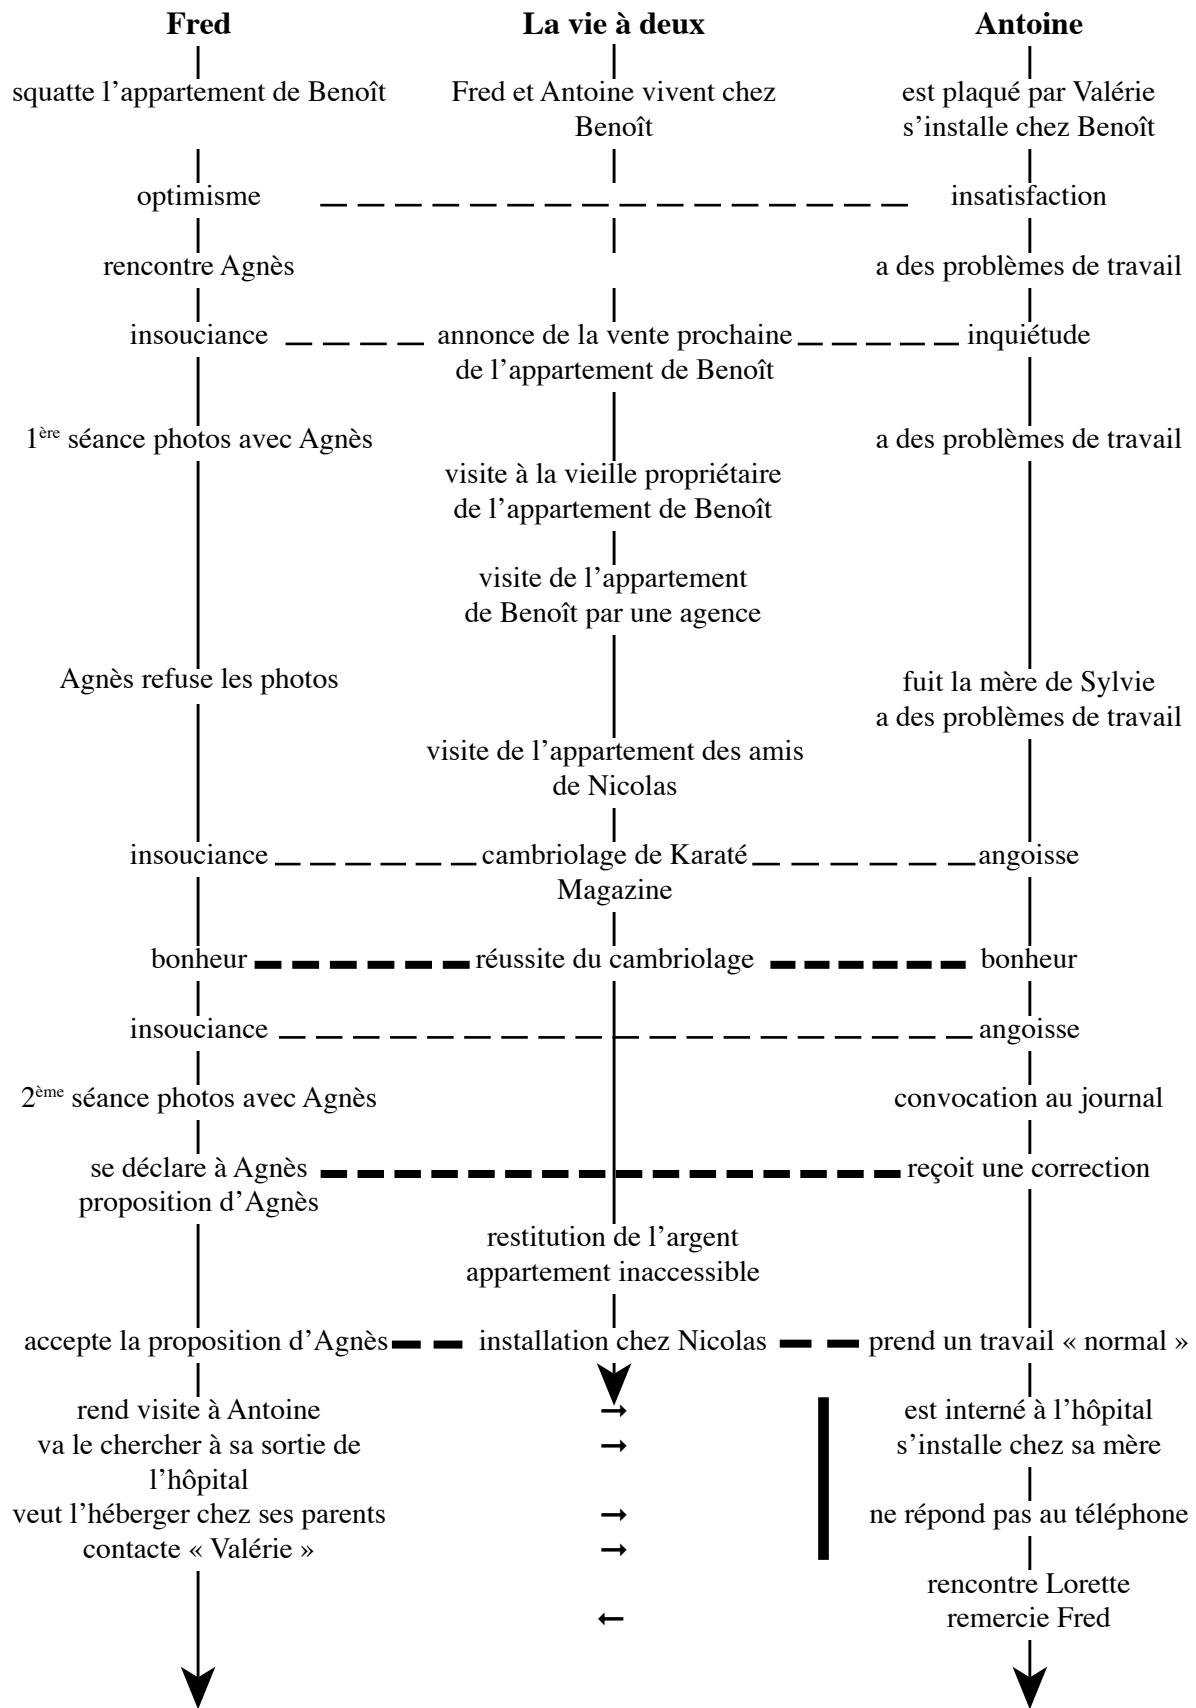 Fred La vie à deux Antoine
squatte l’appartement de Benoît Fred et Antoine vivent chez est plaqué par Valérie
Benoît s’installe chez Benoît
optimisme insatisfaction
rencontre Agnès a des problèmes de travail
insouciance annonce de la vente prochaine inquiétude
de l’appartement de Benoît
1ère séance photos avec Agnès a des problèmes de travail
visite à la vieille propriétaire
de l’appartement de Benoît
visite de l’appartement
de Benoît par une agence
Agnès refuse les photos fuit la mère de Sylvie
a des problèmes de travail
visite de l’appartement des amis
de Nicolas
insouciance cambriolage de Karaté angoisse
Magazine
bonheur réussite du cambriolage bonheur
insouciance angoisse
2ème séance photos avec Agnès convocation au journal
se déclare à Agnès reçoit une correction
proposition d’Agnès
restitution de l’argent
appartement inaccessible
accepte la proposition d’Agnès installation chez Nicolas prend un travail « normal »
rend visite à Antoine → est interné à l’hôpital
va le chercher à sa sortie de → s’installe chez sa mère
l’hôpital
veut l’héberger chez ses parents → ne répond pas au téléphone
contacte « Valérie » →
rencontre Lorette
← remercie Fred